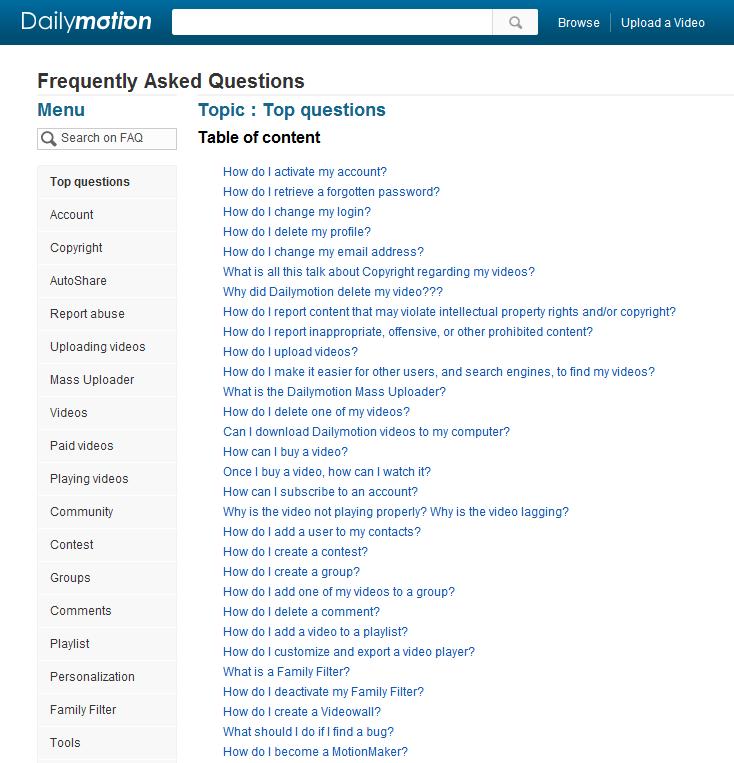 Dailymotion
Browse
Upload a Video
Frequently Asked Questions
Menu
Search on FAQ
Top questions
Account
Copyright
AutoShare
Report abuse
Uploading videos
Mass Uploader
Videos
Paid videos
Playing videos
Community
Contest
Groups
Comments
Playlist
Personalization
Family Filter
Tools
Topic : Top questions
Table of content
How do I activate my account?
How do I retrieve a forgotten password?
How do I change my login?
How do I delete my profile?
How do I change my email address?
What is all this talk about Copyright regarding my videos?
Why did Dailymotion delete my video???
How do I report content that may violate intellectual property rights and/or copyright?
How do I report inappropriate, offensive, or other prohibited content?
How do I upload videos?
How do I make it easier for other users, and search engines, to find my videos?
What is the Dailymotion Mass Uploader?
How do I delete one of my videos?
Can I download Dailymotion videos to my computer?
How can I buy a video?
Once I buy a video, how can I watch it?
How can I subscribe to an account?
Why is the video not playing properly? Why is the video lagging?
How do I add a user to my contacts?
How do I create a contest?
How do I create a group?
How do I add one of my videos to a group?
How do I delete a comment?
How do I add a video to a playlist?
How do I customize and export a video player?
What is a Family Filter?
How do I deactivate my Family Filter?
How do I create a Videowall?
What should I do if I find a bug?
How do I become a MotionMaker?